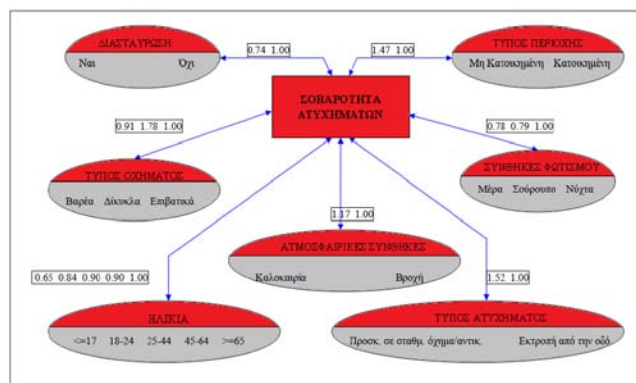 ΔΙΑΣΤΑΥΡΩΣΗ
Ναι Όχι
0.74 1.00
1.47 1.00
ΤΥΠΟΣ ΠΕΡΙΟΧΗΣ
Μη Κατοικημένη Κατοικημένη
ΣΟΒΑΡΟΤΗΤΑ
ΑΤΥΧΗΜΑΤΩΝ
0.91 1.78 1.00
0.78 0.79 1.00
ΤΥΠΟΣ ΟΧΗΜΑΤΟΣ
Βαρέα Δίκυκλα Επιβατικά
ΣΥΝΘΗΚΕΣ ΦΩΤΙΣΜΟΥ
Μέρα Σούρουπο Νύχτα
1.17 1.00
ΑΤΜΟΣΦΑΙΡΙΚΕΣ ΣΥΝΘΗΚΕΣ
Καλοκαιρία Βροχή
0.65 0.84 0.90 0.90 1.00
1.52 1.00
ΗΛΙΚΙΑ
<=17 18-24 25-44 45-64 >=65
ΤΥΠΟΣ ΑΤΥΧΗΜΑΤΟΣ
Προσκ. σε σταθμ. όχημα/αντικ. Εκτροπή από την οδό